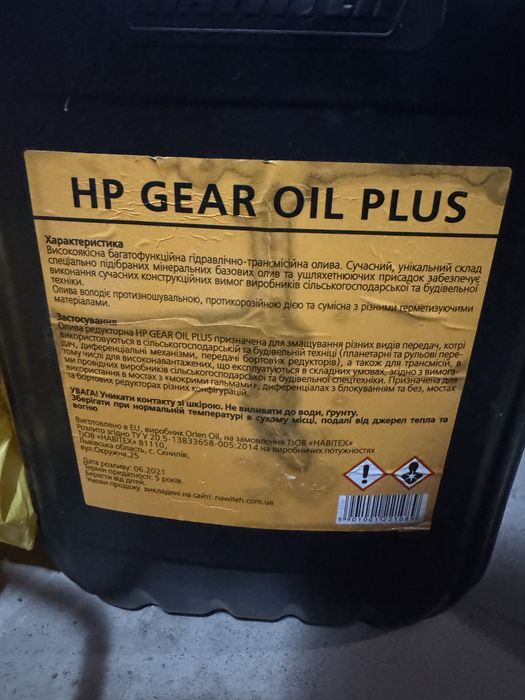 HP GEAR OIL PLUS
Характеристика
Високоякісна багатофункційна гідравлічно-трансмісійна олива. Сучасний, унікальний склад
спеціально підібраних мінеральних базових олив та ушляхетнюючих присадок забезпечує
виконання сучасних конструкційних вимог виробників сільськогосподарської та будівельної
техніки.
Олива володіє протизношувальною, протикорозійною дією та сумісна з різними герметизуючими
матеріалами.
Застосування
Олива редукторна HP GEAR OIL PLUS призначена для змащування різних видів передач, котрі
використовуються в сільськогосподарській та будівельній техніці (планетарні та рульові пере-
дачі, диференціальні механізми, передачі бортових редукторів), а також для трансмісій, в
тому числі для високонавантажених, що експлуатуються в складних умовах, згідно з вимога-
ми провідних виробників сільськогосподарської та будівельної спецтехніки. Призначена для
використання в мостах з «мокрими гальмами», диференціалах з блокуванням та без, мостах
та бортових редукторах різних конфігурацій.
УВАГА! Уникати контакту зі шкірою. Не виливати до води, ґрунту.
Зберігати при нормальній температурі в сухому місці, подалі від джерел тепла та
вогню
Виготовлено в EU, виробник Orlen Oil, на замовлення ТзОВ «НАВІТЕХ»
Розлито згідно ТУ У 20.5-13833658-005:2014 на виробничих потужностях
ТзОВ «НАВІТЕХ» 81110,
Львівська область, с. Скнилів,
вул.Окружна,25
Дата розливу: 06.2021
Термін придатності: 5 років.
Берегти від дітей.
Умови продажу викладені на сайті: nawiteh.com.ua